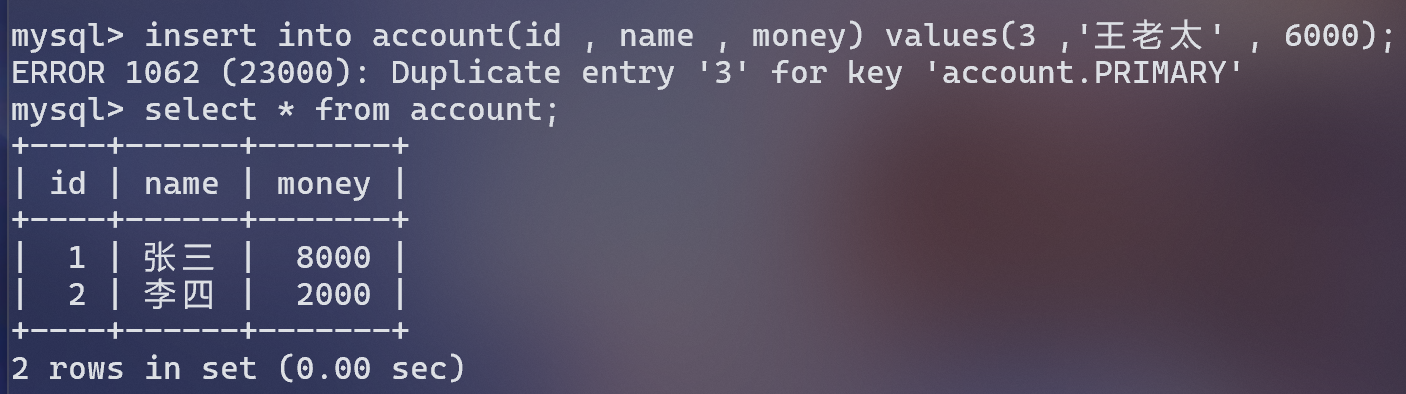 mysql> insert into account(id , name , money) values(3 ,'王老太' , 6000);
ERROR 1062 (23000): Duplicate entry '3' for key 'account.PRIMARY'
mysql> select * from account;
+----+------+-------+
| id | name | money |
+----+------+-------+
|  1 | 张三 |  8000 |
|  2 | 李四 |  2000 |
+----+------+-------+
2 rows in set (0.00 sec)